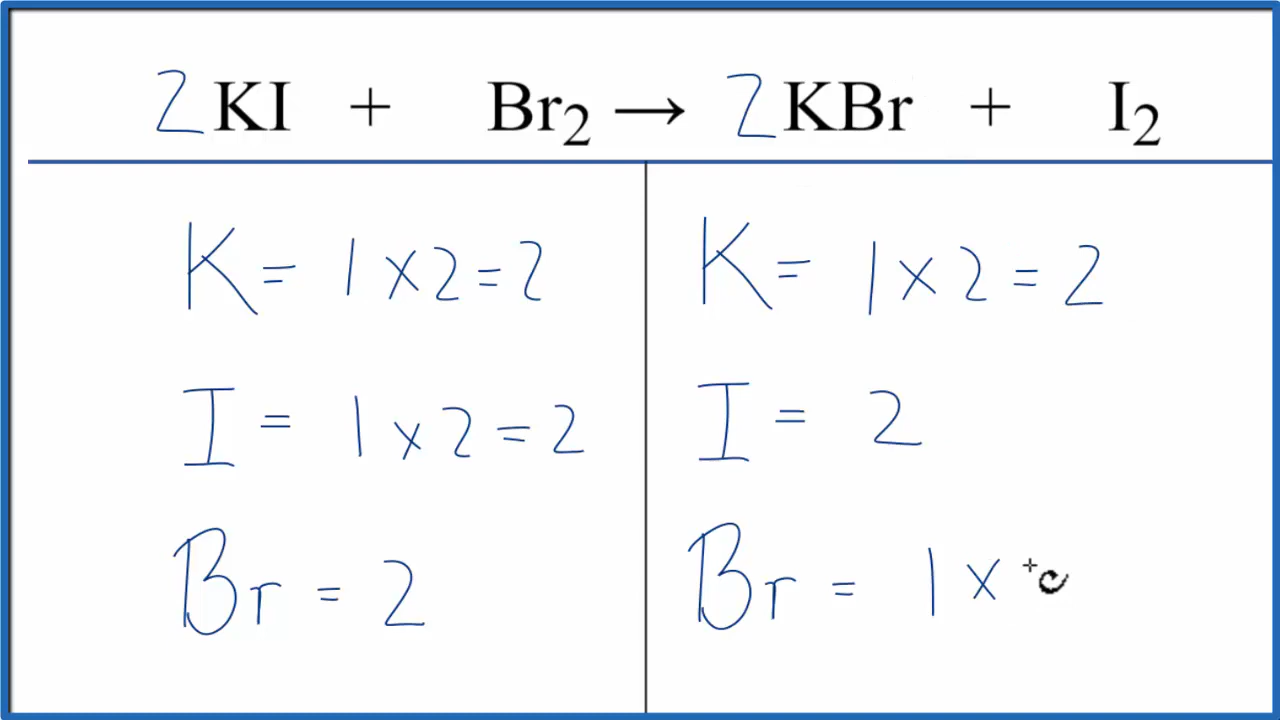 2KI + Br₂ → 2KBr + I₂
K = 1 x 2 = 2
I = 1 x 2 = 2
Br = 2
K = 1 x 2 = 2
I = 2
Br = 1 x